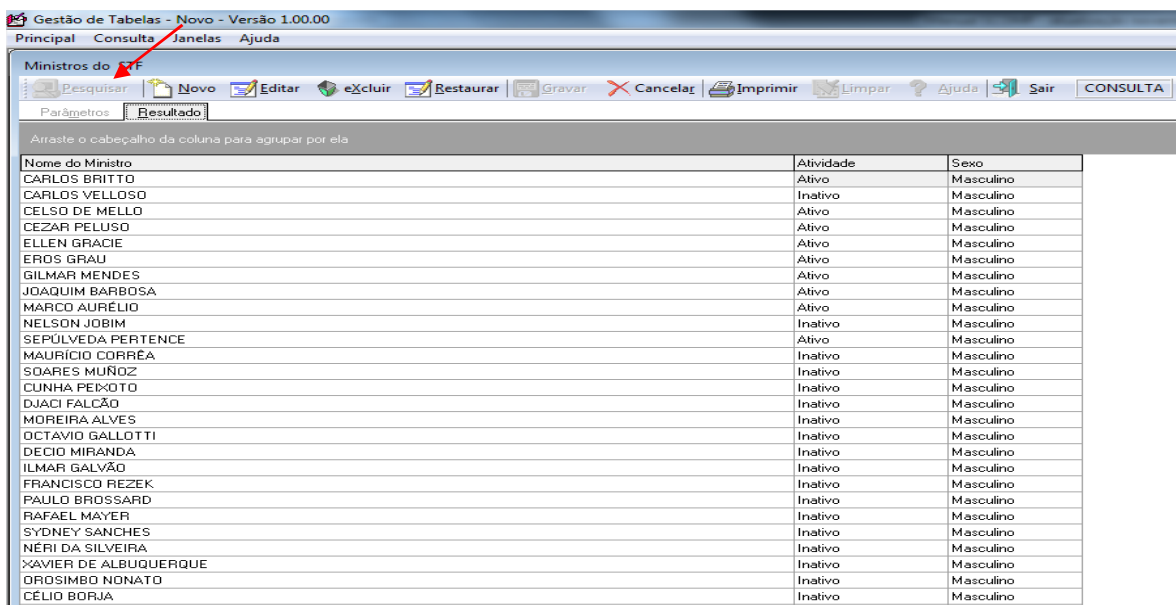 Gestão de Tabelas - Novo - Versão 1.00.00
Principal Consulta Janelas Ajuda
Ministros do STF
Pesquisar Novo Editar eXcluir Restaurar Gravar Cancelar Imprimir Limpar Ajuda Sair CONSULTA
Parâmetros Resultado
Arraste o cabeçalho da coluna para agrupar por ela
Nome do Ministro Atividade Sexo
CARLOS BRITTO Ativo Masculino
CARLOS VELLOSO Inativo Masculino
CELSO DE MELLO Ativo Masculino
CEZAR PELUSO Ativo Masculino
ELLEN GRACIE Ativo Masculino
EROS GRAU Ativo Masculino
GILMAR MENDES Ativo Masculino
JOAQUIM BARBOSA Ativo Masculino
MARCO AURÉLIO Ativo Masculino
NELSON JOBIM Inativo Masculino
SEPÚLVEDA PERTENCE Ativo Masculino
MAURÍCIO CORRÊA Inativo Masculino
SOARES MUÑOZ Inativo Masculino
CUNHA PEIXOTO Inativo Masculino
DJACI FALCÃO Inativo Masculino
MOREIRA ALVES Inativo Masculino
OCTAVIO GALLOTTI Inativo Masculino
DECIO MIRANDA Inativo Masculino
ILMAR GALVÃO Inativo Masculino
FRANCISCO REZEK Inativo Masculino
PAULO BROSSARD Inativo Masculino
RAFAEL MAYER Inativo Masculino
SYDNEY SANCHES Inativo Masculino
NÉRI DA SILVEIRA Inativo Masculino
XAVIER DE ALBUQUERQUE Inativo Masculino
OROSIMBO NONATO Inativo Masculino
CÉLIO BORJA Inativo Masculino